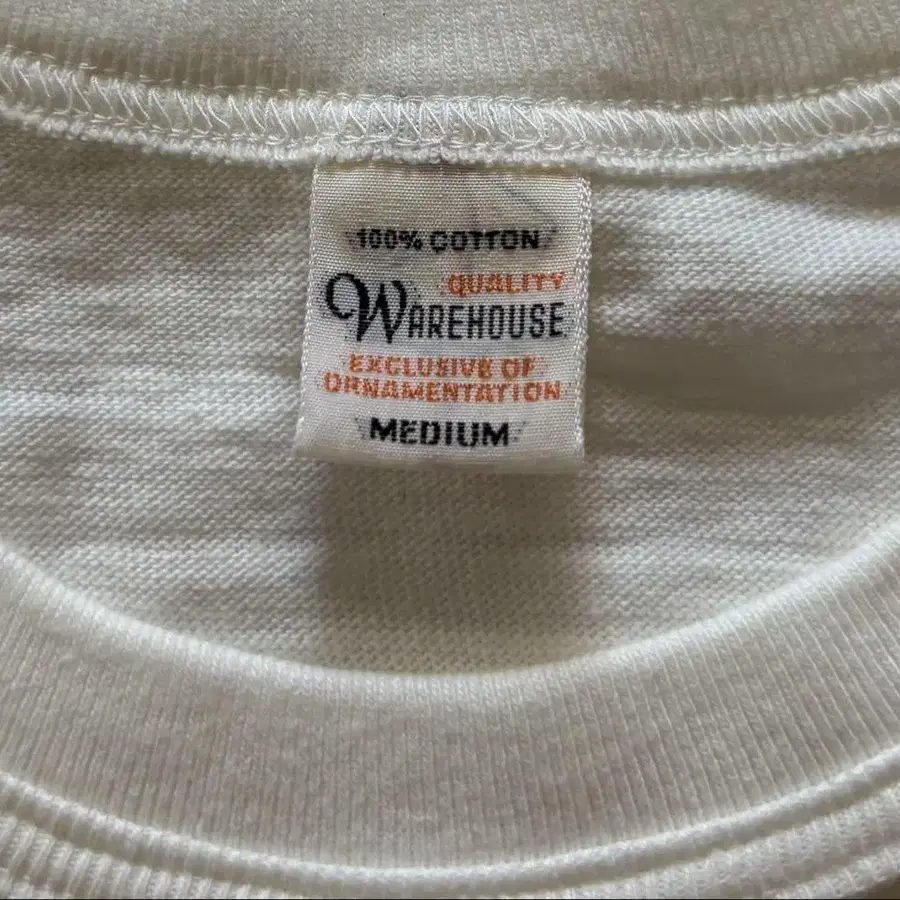 100% COTTON
QUALITY
WAREHOUSE
EXCLUSIVE OF
ORNAMENTATION
MEDIUM